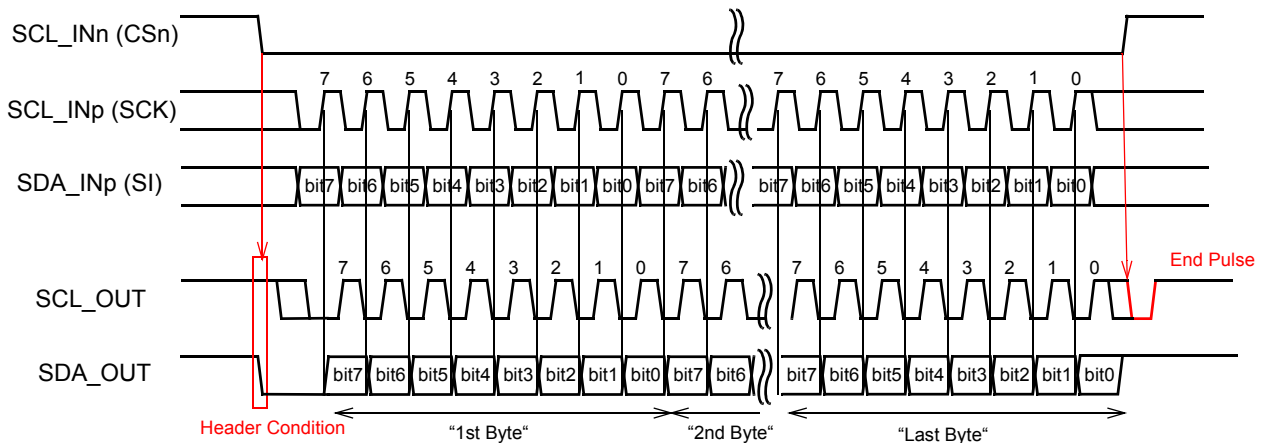 SCL_INn (CSn)
7 6 5 4 3 2 1 0 7 6 7 6 5 4 3 2 1 0
SCL_INp (SCK)
SDA_INp (SI)
bit7 bit6 bit5 bit4 bit3 bit2 bit1 bit0 bit7 bit6 bit7 bit6 bit5 bit4 bit3 bit2 bit1 bit0
End Pulse
7 6 5 4 3 2 1 0 7 6 7 6 5 4 3 2 1 0
SCL_OUT
SDA_OUT
bit7 bit6 bit5 bit4 bit3 bit2 bit1 bit0 bit7 bit6 bit7 bit6 bit5 bit4 bit3 bit2 bit1 bit0
Header Condition
“1st Byte“ “2nd Byte“ “Last Byte“